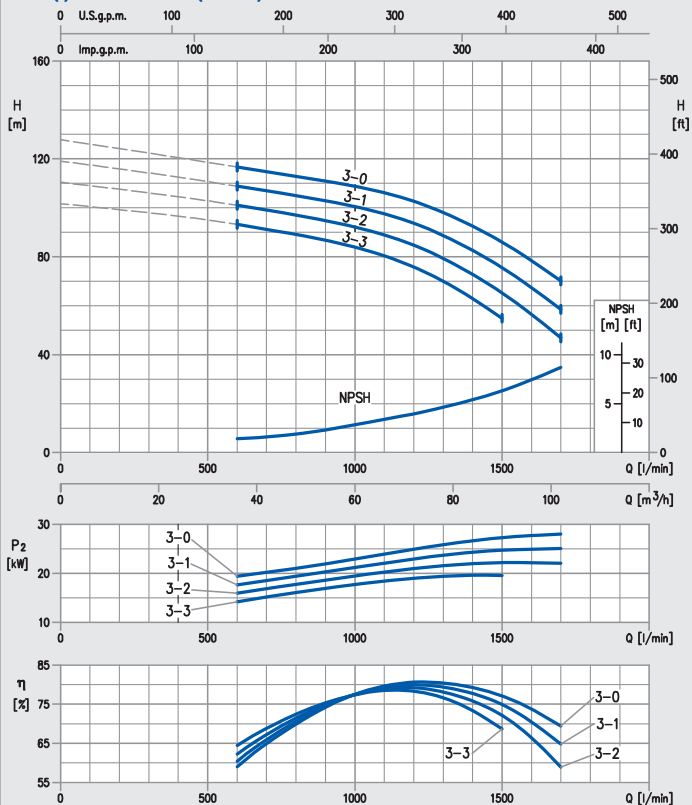 0 U.S.g.p.m. 100 200 300 400 500
0 Imp.g.p.m. 100 200 300 400
160
H
[m]
120
80
40
0
H
[ft]
500
400
300
200
100
0
3-0
3-1
3-2
3-3
NPSH
NPSH
[m] [ft]
10
5
30
20
10
0 500 1000 1500 Q [l/min]
0 20 40 60 80 100 Q [m³/h]
30
P2
[kW]
20
10
3-0
3-1
3-2
3-3
0 500 1000 1500 Q [l/min]
85
η
[%]
75
65
55
3-0
3-1
3-3
3-2
0 500 1000 1500 Q [l/min]